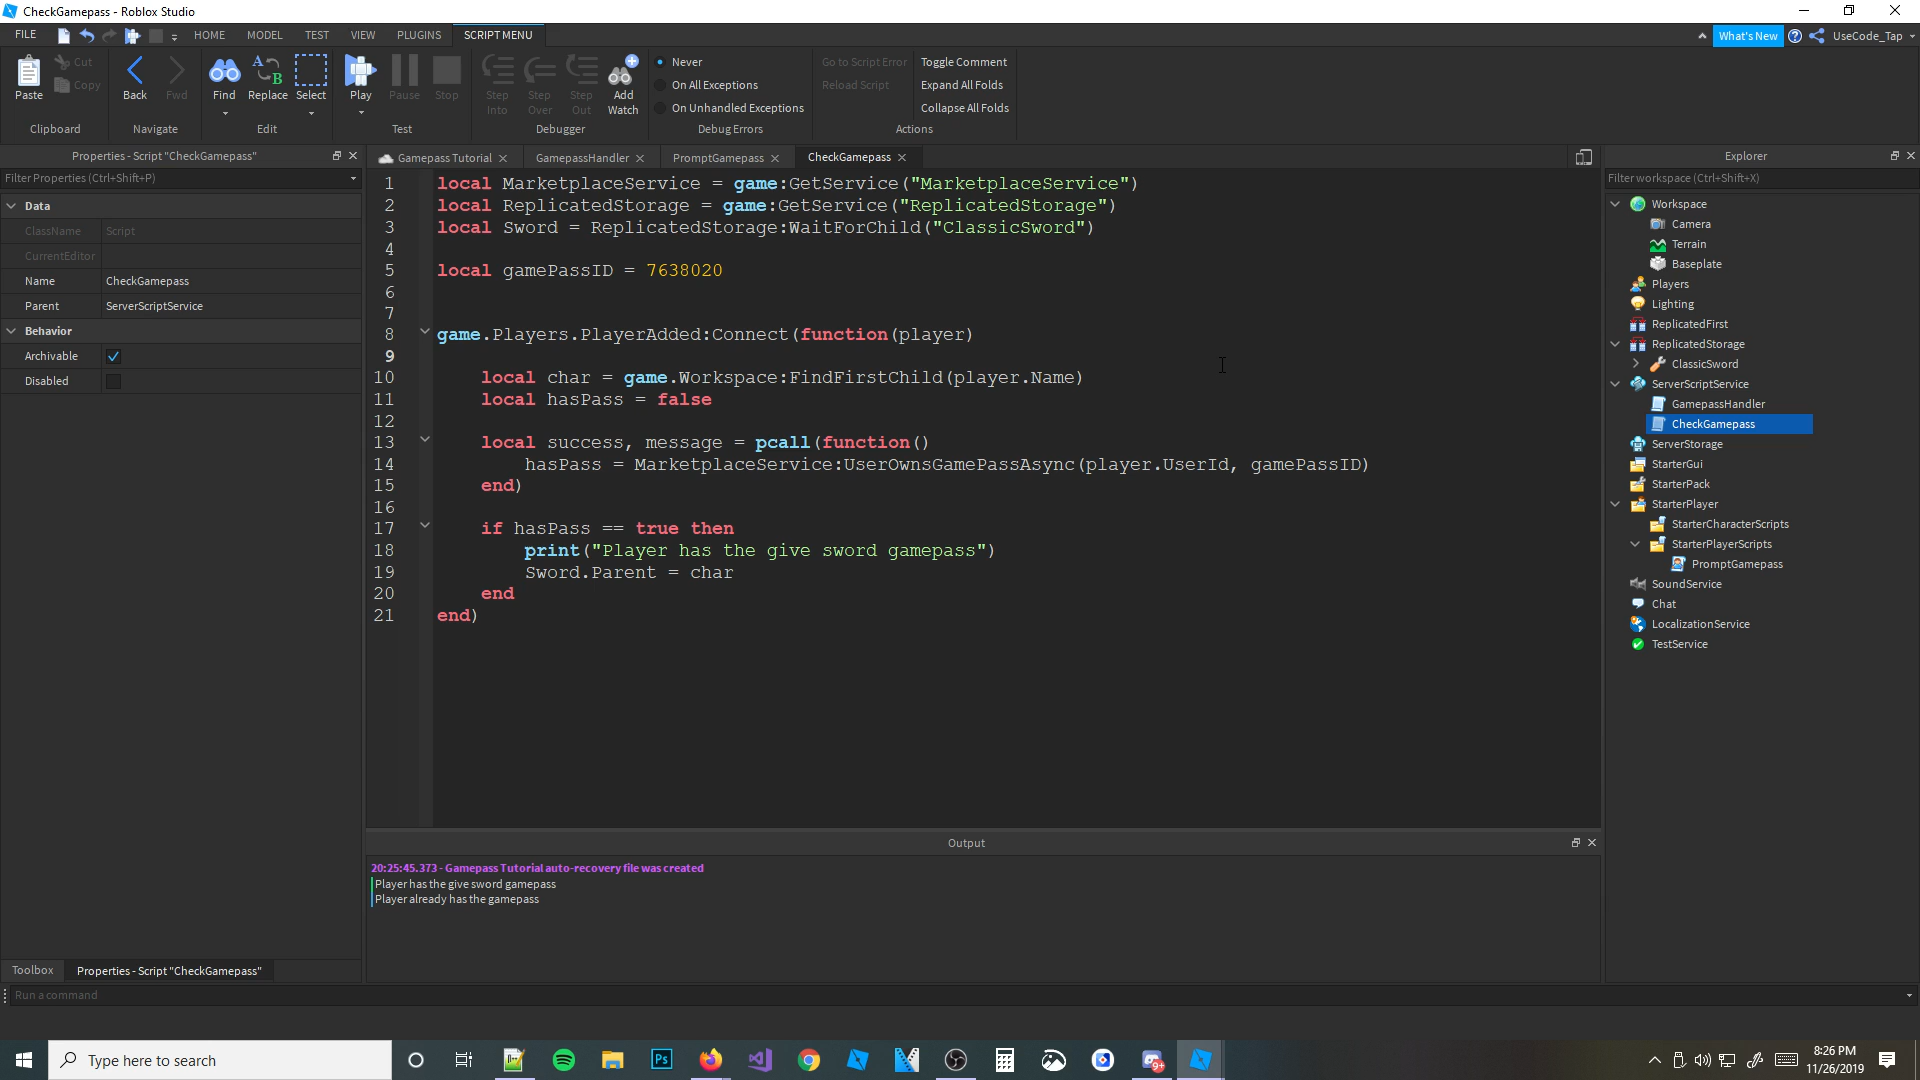 CheckGamepass - Roblox Studio
FILE HOME MODEL TEST VIEW PLUGINS SCRIPT MENU What's New UseCode_Tap
Paste Cut Copy Back Fwd Find Replace Select Play Pause Stop Step Into Step Over Step Out Add Watch
Never
On All Exceptions
On Unhandled Exceptions
Go to Script Error
Reload Script
Toggle Comment
Expand All Folds
Collapse All Folds
Clipboard Navigate Edit Test Debugger Debug Errors Actions
Properties - Script "CheckGamepass"
Filter Properties (Ctrl+Shift+P)
Data
ClassName Script
CurrentEditor
Name CheckGamepass
Parent ServerScriptService
Behavior
Archivable
Disabled
Toolbox Properties - Script "CheckGamepass"
Gamepass Tutorial GamepassHandler PromptGamepass CheckGamepass
1 local MarketplaceService = game:GetService("MarketplaceService")
2 local ReplicatedStorage = game:GetService("ReplicatedStorage")
3 local Sword = ReplicatedStorage:WaitForChild("ClassicSword")
4
5 local gamePassID = 7638020
6
7
8 game.Players.PlayerAdded:Connect(function(player)
9
10 local char = game.Workspace:FindFirstChild(player.Name)
11 local hasPass = false
12
13 local success, message = pcall(function()
14 hasPass = MarketplaceService:UserOwnsGamePassAsync(player.UserId, gamePassID)
15 end)
16
17 if hasPass == true then
18 print("Player has the give sword gamepass")
19 Sword.Parent = char
20 end
21 end)
Output
20:25:45.373 - Gamepass Tutorial auto-recovery file was created
Player has the give sword gamepass
Player already has the gamepass
Explorer
Filter workspace (Ctrl+Shift+X)
Workspace
Camera
Terrain
Baseplate
Players
Lighting
ReplicatedFirst
ReplicatedStorage
ClassicSword
ServerScriptService
GamepassHandler
CheckGamepass
ServerStorage
StarterGui
StarterPack
StarterPlayer
StarterCharacterScripts
StarterPlayerScripts
PromptGamepass
SoundService
Chat
LocalizationService
TestService
Run a command
Type here to search
Ps
9+
8:26 PM
11/26/2019